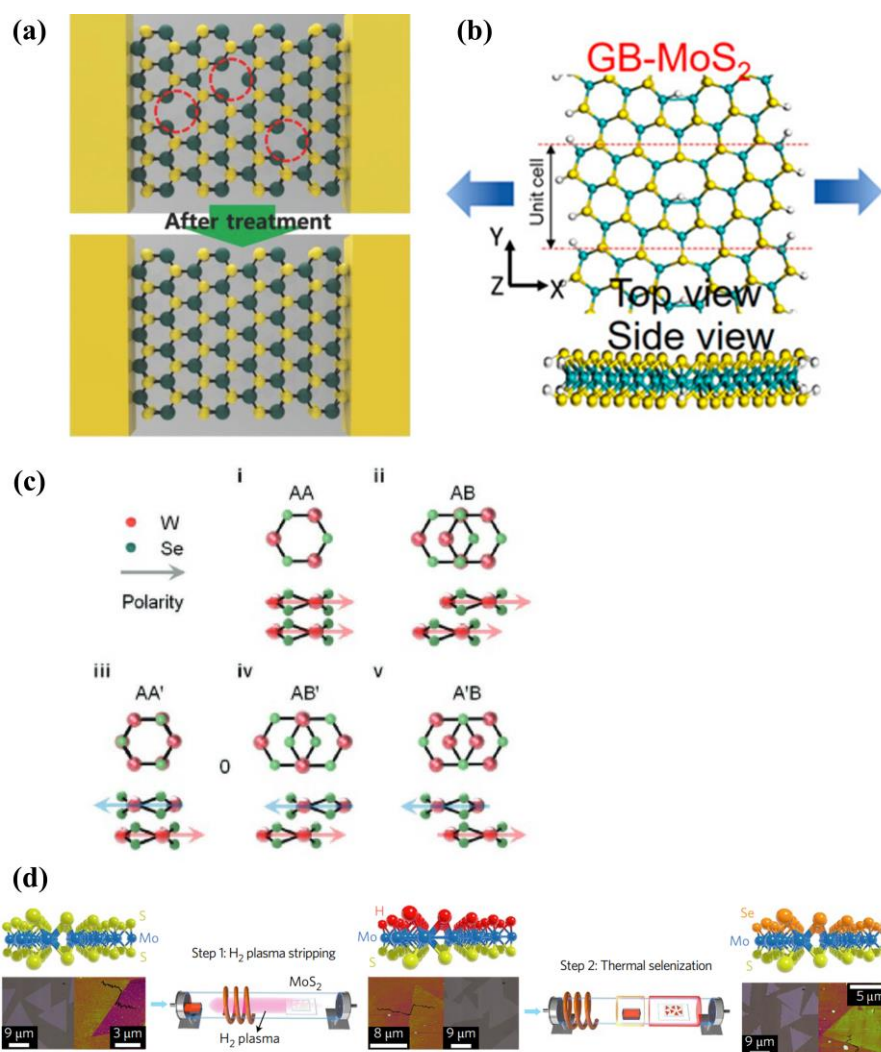 (a)
After treatment
(b)
GB-MoS2
Unit cell
Y
Z X
Top view
Side view
(c)
W
Se
Polarity
i
AA
ii
AB
iii
AA'
0
iv
AB'
v
A'B
(d)
S
Mo
S
9 µm
3 µm
Step 1: H2 plasma stripping
MoS2
H2 plasma
H
Mo
S
8 µm
9 µm
Step 2: Thermal selenization
Se
Mo
S
9 µm
5 µm